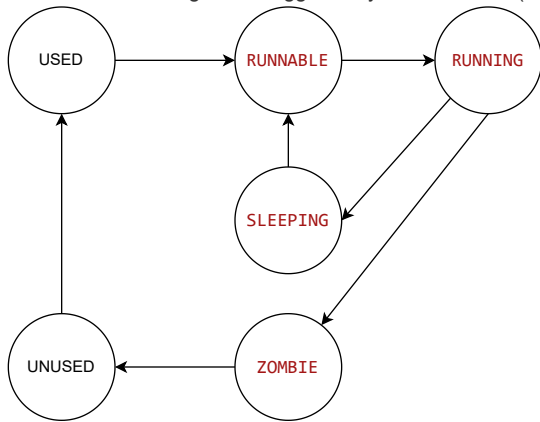 USED
RUNNABLE
RUNNING
SLEEPING
UNUSED
ZOMBIE